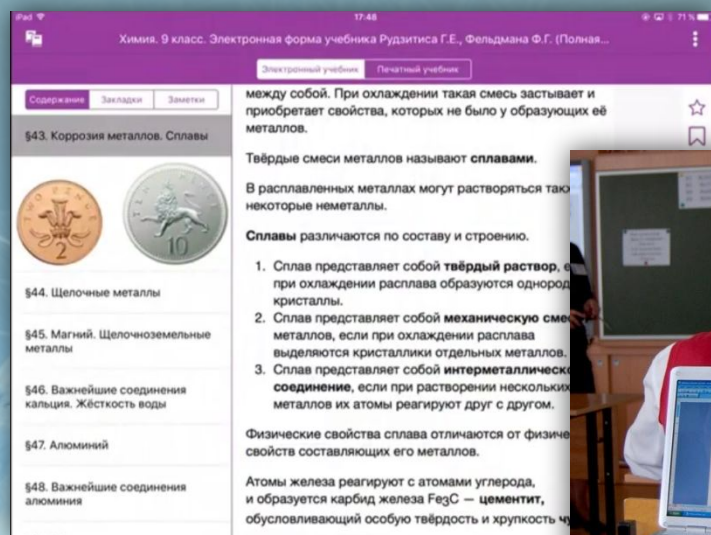 iPad
17:48
71 %
Химия. 9 класс. Электронная форма учебника Рудзитиса Г.Е., Фельдмана Ф.Г. (Полная...
Электронный учебник
Печатный учебник
Содержание
Закладки
Заметки
§43. Коррозия металлов. Сплавы
TWO PENCE
2
TEN PENCE
10
§44. Щелочные металлы
§45. Магний. Щелочноземельные
металлы
§46. Важнейшие соединения
кальция. Жёсткость воды
§47. Алюминий
§48. Важнейшие соединения
алюминия
между собой. При охлаждении такая смесь застывает и
приобретает свойства, которых не было у образующих её
металлов.
Твёрдые смеси металлов называют сплавами.
В расплавленных металлах могут растворяться
некоторые неметаллы.
Сплавы различаются по составу и строению.
1. Сплав представляет собой твёрдый раствор,
при охлаждении расплава образуются
кристаллы.
2. Сплав представляет собой механическую
металлов, если при охлаждении расплава
выделяются кристаллики отдельных металлов.
3. Сплав представляет собой
соединение, если при растворении нескольких
металлов их атомы реагируют друг с другом.
Физические свойства сплава отличаются от
свойств составляющих его металлов.
Атомы железа реагируют с атомами углерода,
и образуется карбид железа Fe₃C — цементит,
обусловливающий особую твёрдость и хрупкость